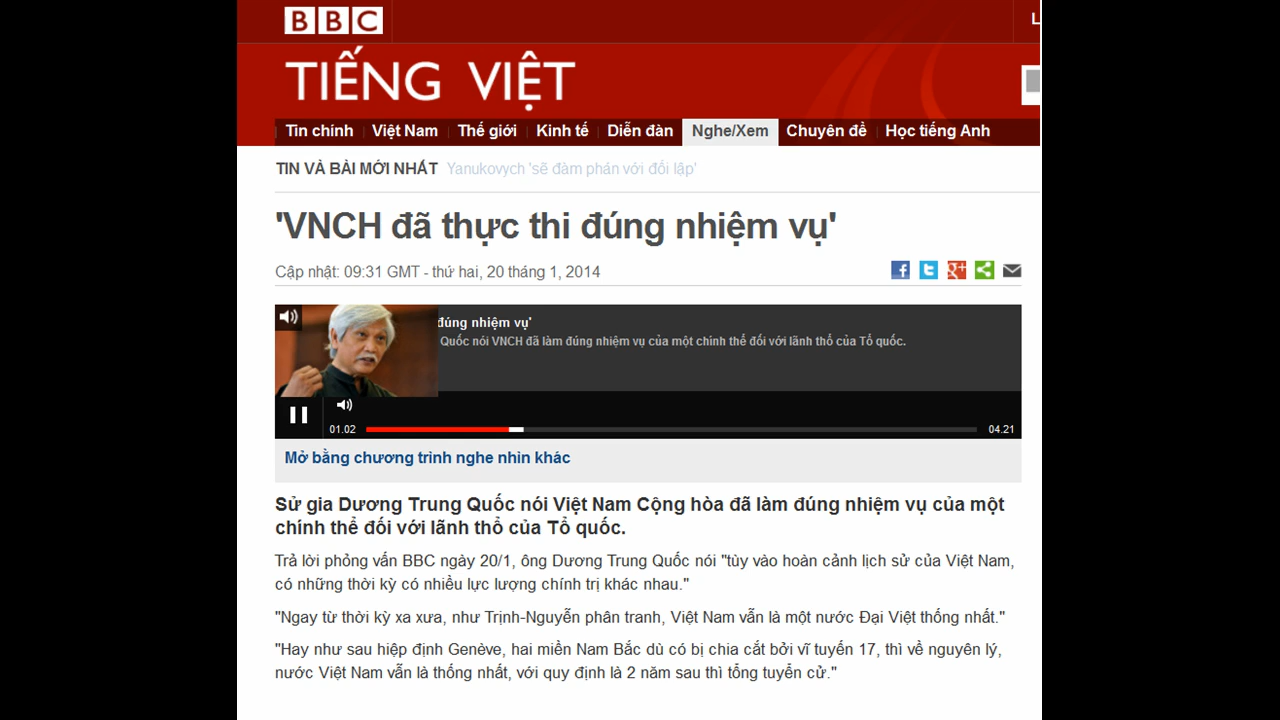 BBC
TIẾNG VIỆT
Tin chính Việt Nam Thế giới Kinh tế Diễn đàn Nghe/Xem Chuyên đề Học tiếng Anh
TIN VÀ BÀI MỚI NHẤT Yanukovych 'sẽ đàm phán với đối lập'
'VNCH đã thực thi đúng nhiệm vụ'
Cập nhật: 09:31 GMT - thứ hai, 20 tháng 1, 2014
đúng nhiệm vụ'
Quốc nói VNCH đã làm đúng nhiệm vụ của một chính thể đối với lãnh thổ của Tổ quốc.
01.02 04.21
Mở bằng chương trình nghe nhìn khác
Sử gia Dương Trung Quốc nói Việt Nam Cộng hòa đã làm đúng nhiệm vụ của một
chính thể đối với lãnh thổ của Tổ quốc.
Trả lời phỏng vấn BBC ngày 20/1, ông Dương Trung Quốc nói "tùy vào hoàn cảnh lịch sử của Việt Nam,
có những thời kỳ có nhiều lực lượng chính trị khác nhau."
"Ngay từ thời kỳ xa xưa, như Trịnh-Nguyễn phân tranh, Việt Nam vẫn là một nước Đại Việt thống nhất."
"Hay như sau hiệp định Genève, hai miền Nam Bắc dù có bị chia cắt bởi vĩ tuyến 17, thì về nguyên lý,
nước Việt Nam vẫn là thống nhất, với quy định là 2 năm sau thì tổng tuyển cử."